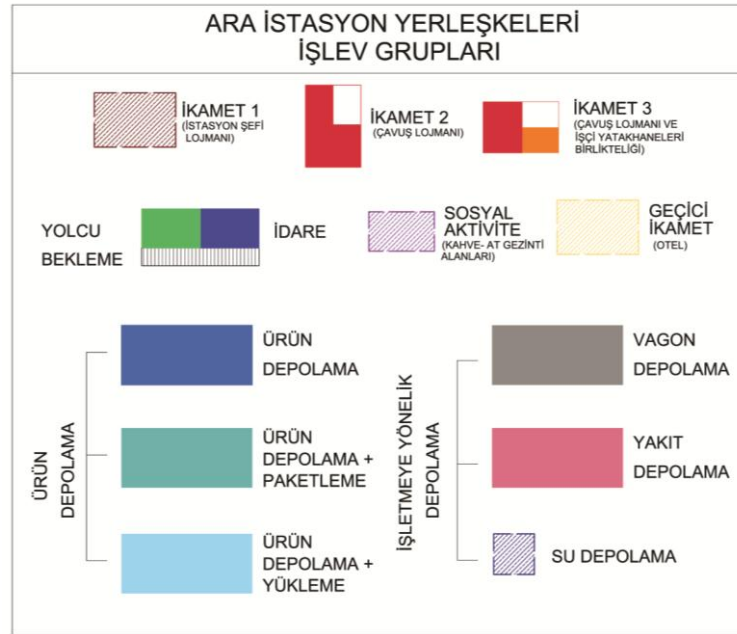 ARA İSTASYON YERLEŞKELERİ
İŞLEV GRUPLARI
İKAMET 1
(İSTASYON ŞEFİ
LOJMANI)
İKAMET 2
(ÇAVUŞ LOJMANI)
İKAMET 3
(ÇAVUŞ LOJMANI VE
İŞÇİ YATAKHANELERİ
BİRLİKTELİĞİ)
YOLCU
BEKLEME
İDARE
SOSYAL
AKTİVİTE
(KAHVE- AT GEZİNTİ
ALANLARI)
GEÇİCİ
İKAMET
(OTEL)
ÜRÜN
DEPOLAMA
ÜRÜN
DEPOLAMA
ÜRÜN
DEPOLAMA +
PAKETLEME
ÜRÜN
DEPOLAMA +
YÜKLEME
İŞLETMEYE YÖNELİK
DEPOLAMA
VAGON
DEPOLAMA
YAKIT
DEPOLAMA
SU DEPOLAMA